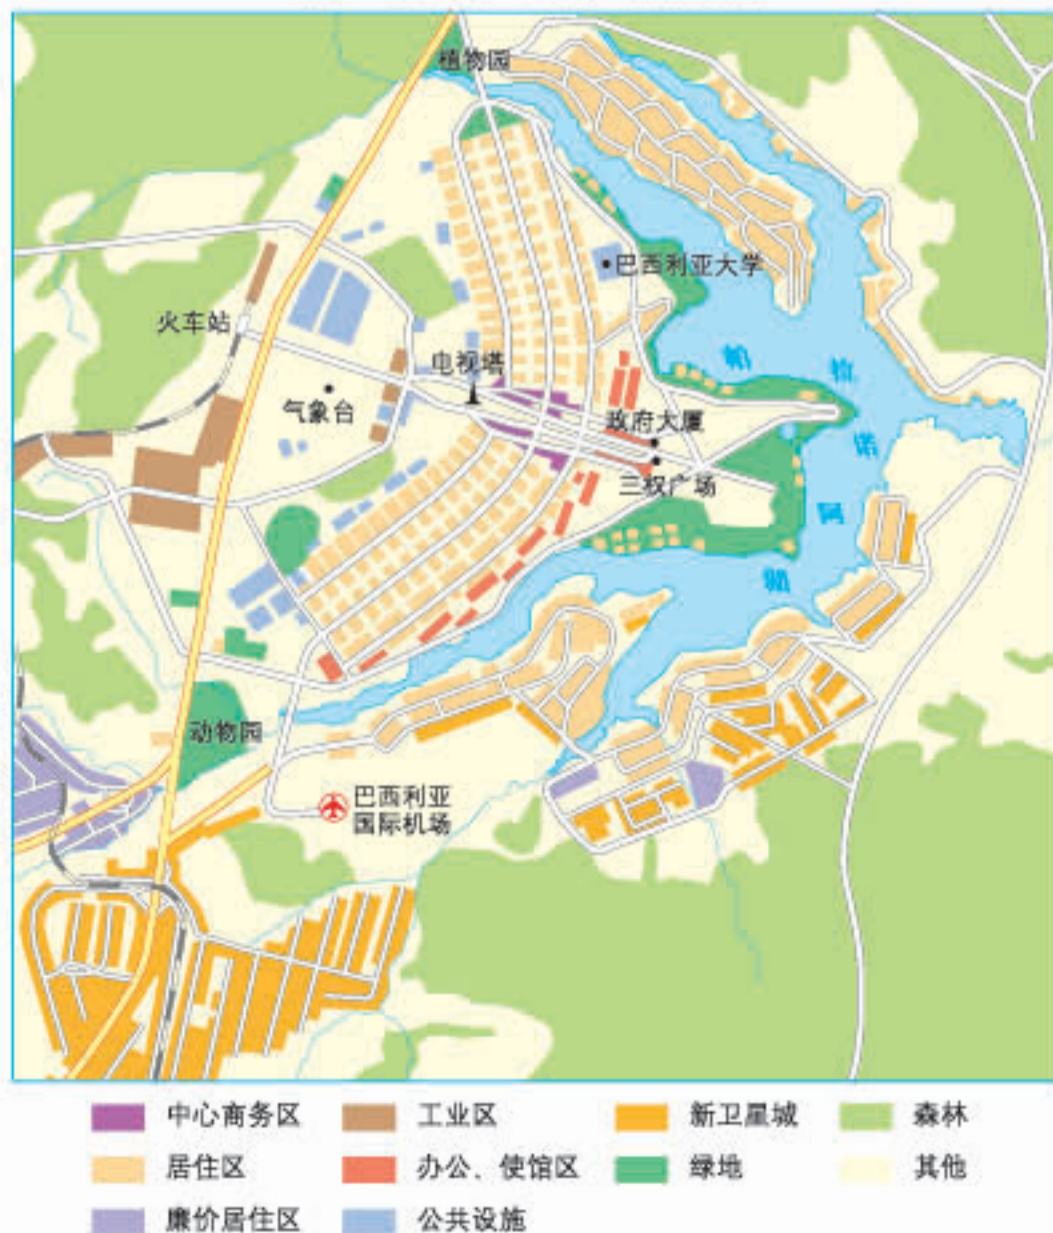 植物园
巴西利亚大学
火车站
电视塔
帕
拉
气象台
政府大厦
诺
三权广场
阿
湖
动物园
巴西利亚
国际机场
中心商务区
工业区
新卫星城
森林
居住区
办公、使馆区
绿地
其他
廉价居住区
公共设施